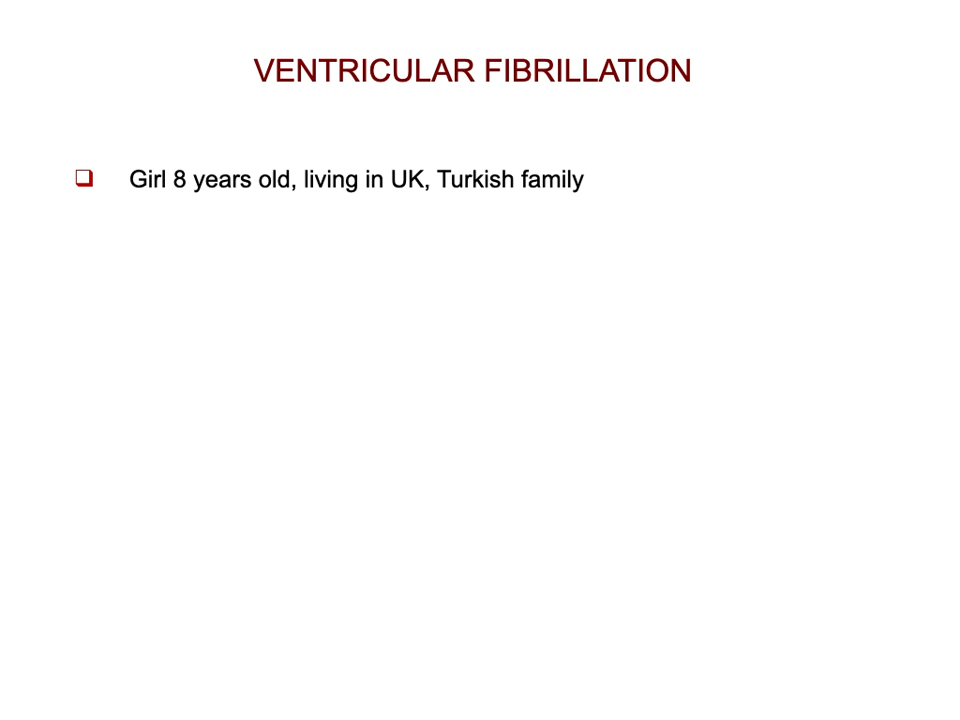 VENTRICULAR FIBRILLATION
❑ Girl 8 years old, living in UK, Turkish family